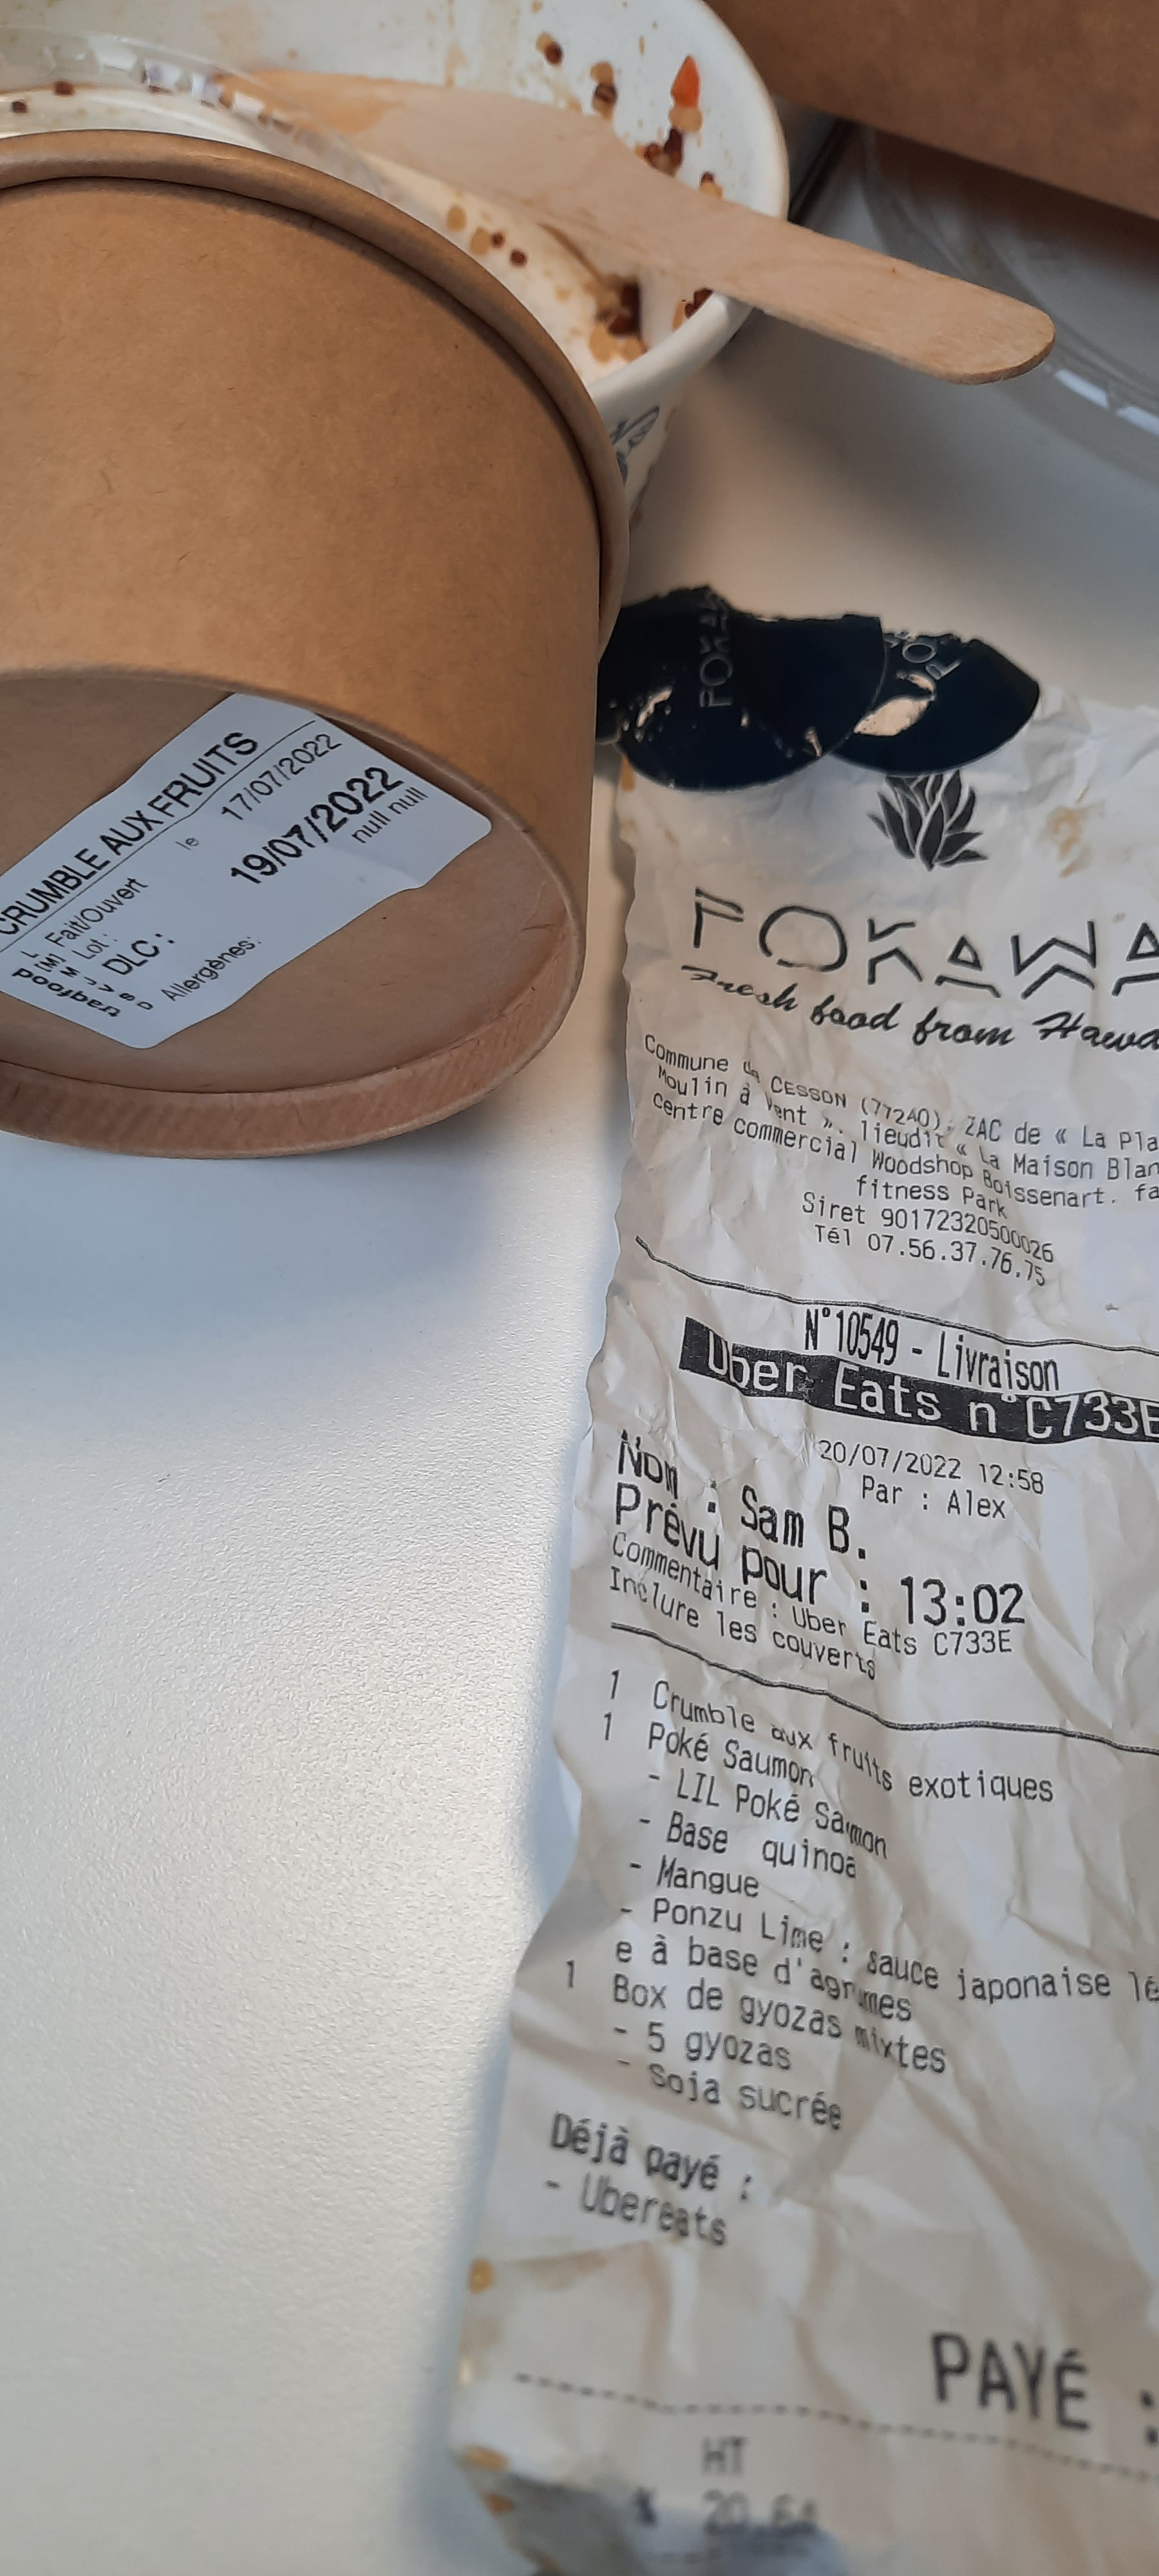 CRUMBLE AUX FRUITS
Fait/Ouvert le 17/07/2022
Lot :
DLC : 19/07/2022
null null
Allergènes:
L [M] M J V S D
tradfood
POKA
POKAWA
Fresh food from Hawa
Commune de CESSON (77240). ZAC de « La Pla
Moulin à Vent ». lieudit « La Maison Blan
centre commercial Woodshop Boissenart. fa
fitness Park
Siret 90172320500026
Tél 07.56.37.76.75
N°10549 - Livraison
Uber Eats n°C733E
20/07/2022 12:58
Par : Alex
Nom : Sam B.
Prévu pour : 13:02
Commentaire : Uber Eats C733E
Inclure les couverts
1 Crumble aux fruits exotiques
1 Poké Saumon
- LIL Poké Saumon
- Base quinoa
- Mangue
- Ponzu Lime : sauce japonaise lé
e à base d'agrumes
1 Box de gyozas mixtes
- 5 gyozas
- Soja sucrée
Déjà payé :
- Ubereats
PAYÉ :
HT
20.64